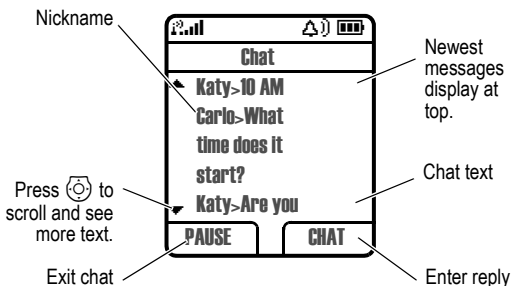 Nickname
Chat
Katy>10 AM
Carlo>What
time does it
start?
Katy>Are you
PAUSE
CHAT
Newest
messages
display at
top.
Chat text
Press to
scroll and see
more text.
Exit chat
Enter reply